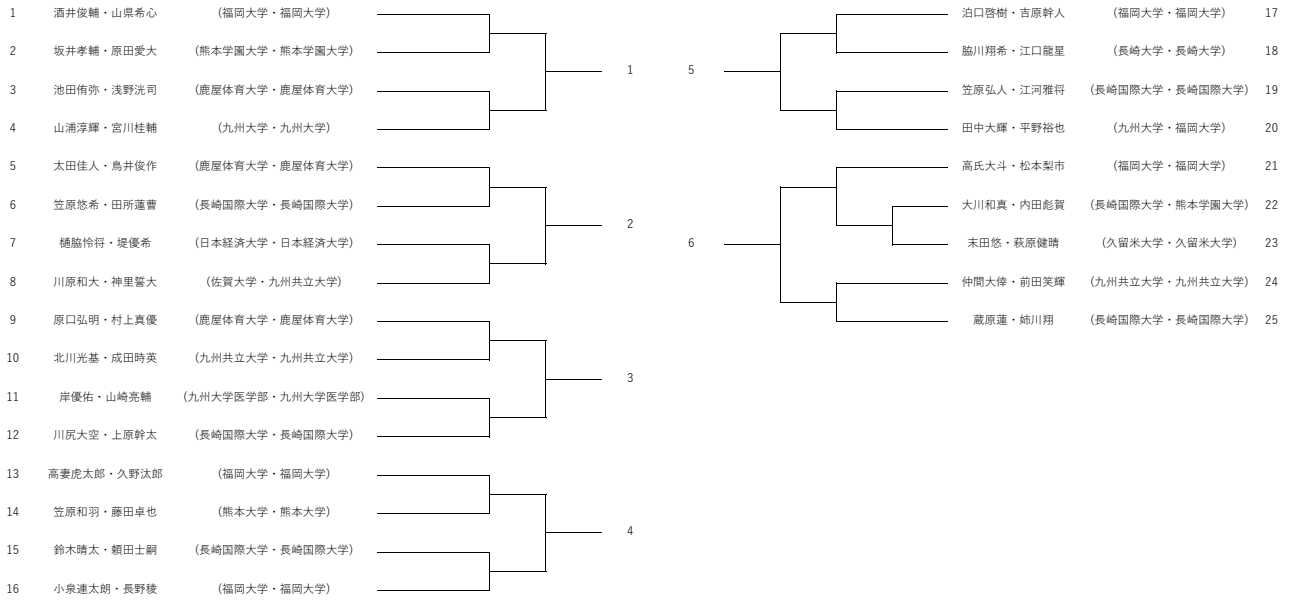 1 酒井俊輔・山県希心 (福岡大学・福岡大学)
2 坂井孝輔・原田愛大 (熊本学園大学・熊本学園大学)
1
3 池田侑弥・浅野洸司 (鹿屋体育大学・鹿屋体育大学)
4 山浦淳輝・宮川桂輔 (九州大学・九州大学)
5 太田佳人・鳥井俊作 (鹿屋体育大学・鹿屋体育大学)
6 笠原悠希・田所蓮曹 (長崎国際大学・長崎国際大学)
2
7 樋脇怜将・堤優希 (日本経済大学・日本経済大学)
8 川原和大・神里誓大 (佐賀大学・九州共立大学)
9 原口弘明・村上真優 (鹿屋体育大学・鹿屋体育大学)
10 北川光基・成田時英 (九州共立大学・九州共立大学)
3
11 岸優佑・山崎亮輔 (九州大学医学部・九州大学医学部)
12 川尻大空・上原幹太 (長崎国際大学・長崎国際大学)
13 高妻虎太郎・久野汰郎 (福岡大学・福岡大学)
14 笠原和羽・藤田卓也 (熊本大学・熊本大学)
4
15 鈴木晴太・頼田士嗣 (長崎国際大学・長崎国際大学)
16 小泉連太朗・長野稜 (福岡大学・福岡大学)
泊口啓樹・吉原幹人 (福岡大学・福岡大学) 17
脇川翔希・江口龍星 (長崎大学・長崎大学) 18
5
笠原弘人・江河雅将 (長崎国際大学・長崎国際大学) 19
田中大輝・平野裕也 (九州大学・福岡大学) 20
高氏大斗・松本梨市 (福岡大学・福岡大学) 21
大川和真・内田彪賀 (長崎国際大学・熊本学園大学) 22
6
末田悠・萩原健晴 (久留米大学・久留米大学) 23
仲間大倖・前田笑輝 (九州共立大学・九州共立大学) 24
蔵原蓮・姉川翔 (長崎国際大学・長崎国際大学) 25